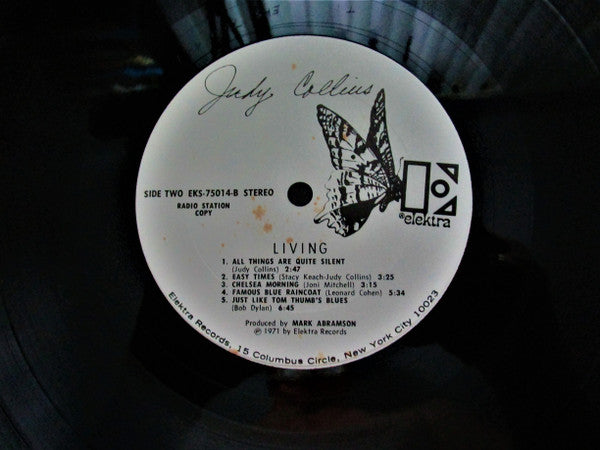 Judy Collins
SIDE TWO EKS-75014-B STEREO
RADIO STATION
COPY
elektra
LIVING
1. ALL THINGS ARE QUITE SILENT
(Judy Collins) 2:47
2. EASY TIMES (Stacy Keach-Judy Collins) 3:25
3. CHELSEA MORNING (Joni Mitchell) 3:15
4. FAMOUS BLUE RAINCOAT (Leonard Cohen) 5:34
5. JUST LIKE TOM THUMB'S BLUES
(Bob Dylan) 6:45
Produced by MARK ABRAMSON
℗ 1971 by Elektra Records
Elektra Records, 15 Columbus Circle, New York City 10023